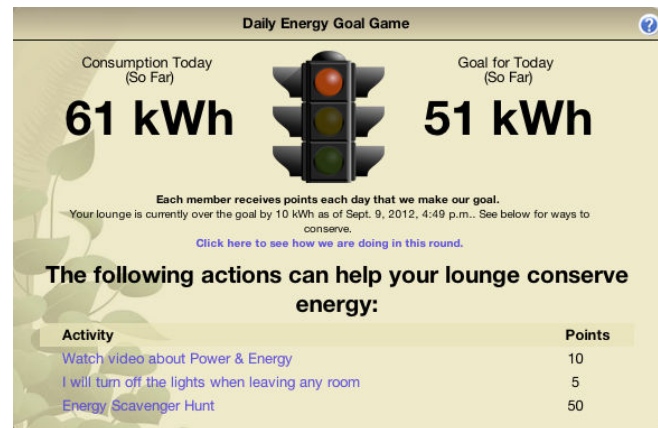 Daily Energy Goal Game
?
Consumption Today
(So Far)
61 kWh
Goal for Today
(So Far)
51 kWh
Each member receives points each day that we make our goal.
Your lounge is currently over the goal by 10 kWh as of Sept. 9, 2012, 4:49 p.m.. See below for ways to
conserve.
Click here to see how we are doing in this round.
The following actions can help your lounge conserve
energy:
Activity Points
Watch video about Power & Energy 10
I will turn off the lights when leaving any room 5
Energy Scavenger Hunt 50